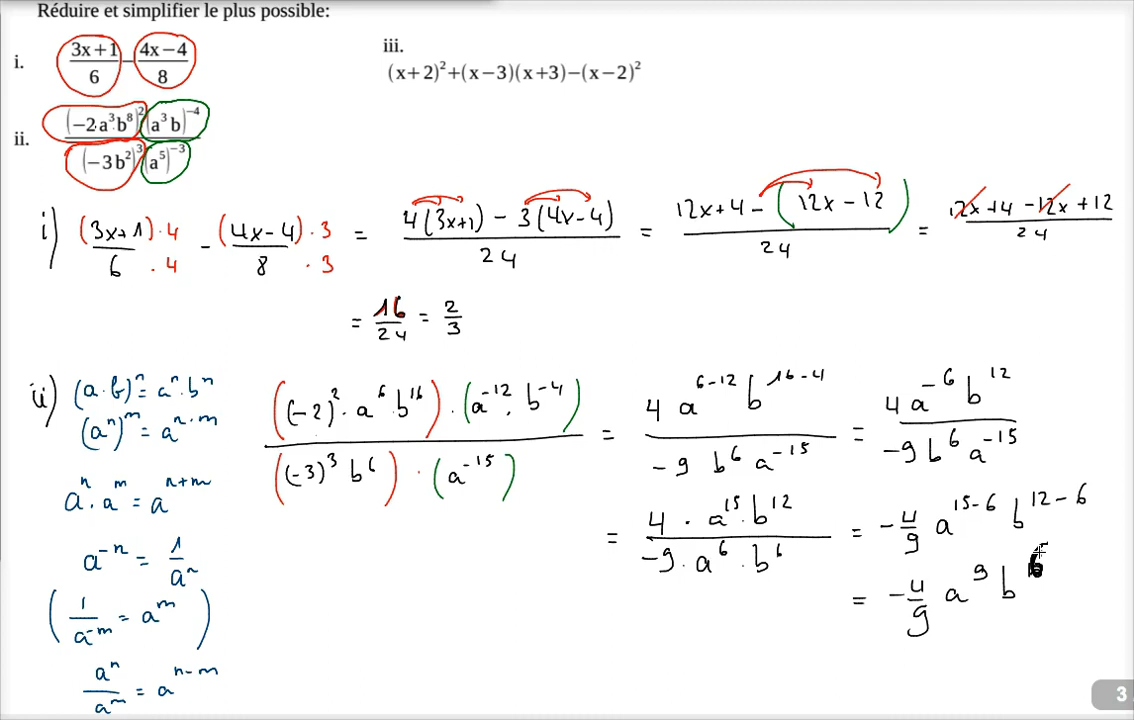 Réduire et simplifier le plus possible:
i. (3x+1)/6 − (4x−4)/8
iii.
(x+2)²+(x−3)(x+3)−(x−2)²
ii. (−2a³b⁸)²(a³b)⁻⁴ / (−3b²)³(a⁵)⁻³
i) (3x+1)·4 / 6·4 − (4x−4)·3 / 8·3 = 4(3x+1) − 3(4x−4) / 24 = 12x+4 − (12x − 12) / 24 = 12x+4 −12x +12 / 24
= 16/24 = 2/3
ii) (a·b)ⁿ = aⁿ·bⁿ
(aⁿ)ᵐ = aⁿ·ᵐ
((−2)²·a⁶ b¹⁶)·(a⁻¹²·b⁻⁴) / ((−3)³ b⁶)·(a⁻¹⁵) = 4 a⁶⁻¹² b¹⁶⁻⁴ / −9 b⁶ a⁻¹⁵ = 4a⁻⁶ b¹² / −9b⁶ a⁻¹⁵
aⁿ·aᵐ = aⁿ⁺ᵐ
= 4·a¹⁵·b¹² / −9·a⁶·b⁶ = −4/9 a¹⁵⁻⁶ b¹²⁻⁶
a⁻ⁿ = 1/aⁿ
= −4/9 a⁹ b⁶
(1/a⁻ᵐ = aᵐ)
aⁿ/aᵐ = aⁿ⁻ᵐ
3